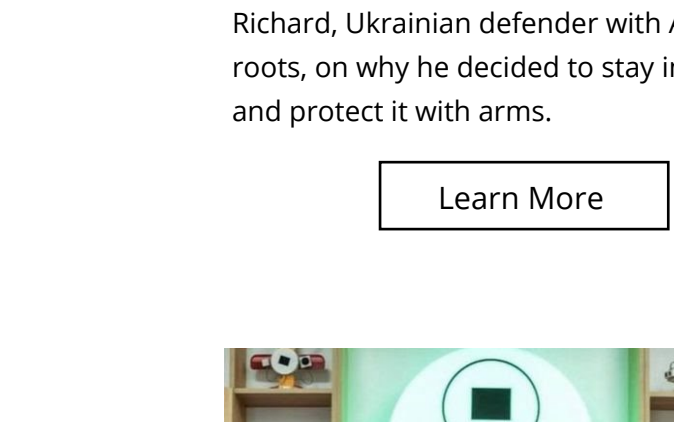 Richard, Ukrainian defender with
roots, on why he decided to stay
and protect it with arms.
Learn More